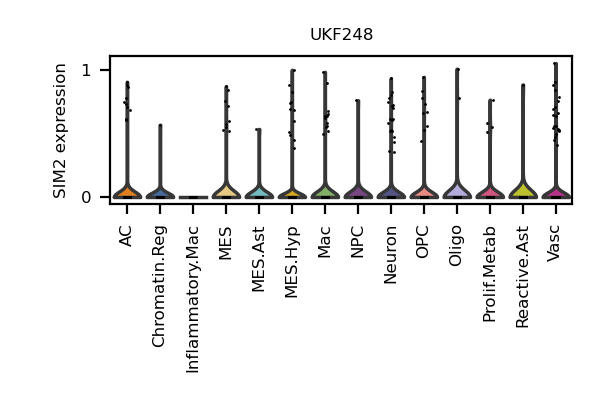 UKF248
SIM2 expression
1
0
AC
Chromatin.Reg
Inflammatory.Mac
MES
MES.Ast
MES.Hyp
Mac
NPC
Neuron
OPC
Oligo
Prolif.Metab
Reactive.Ast
Vasc